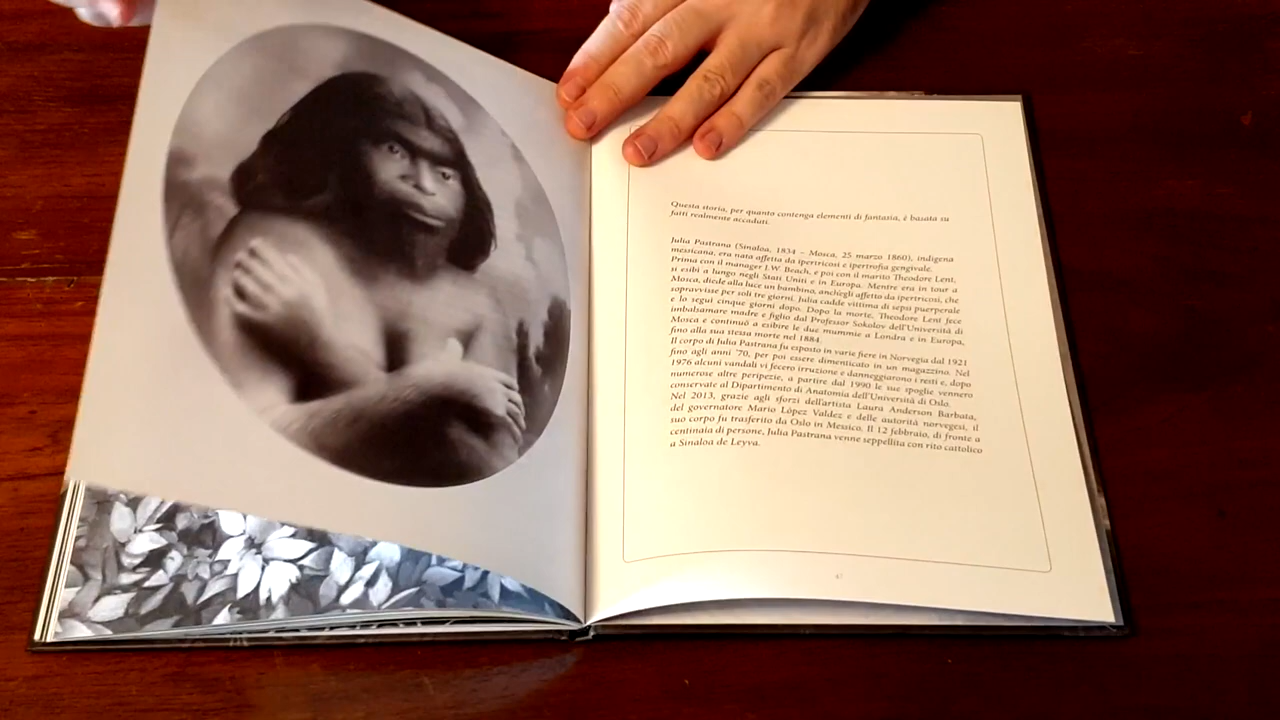 Questa storia, per quanto contenga elementi di fantasia, è basata su
fatti realmente accaduti.
Julia Pastrana (Sinaloa, 1834 – Mosca, 25 marzo 1860), indigena
messicana, era nata affetta da ipertricosi e ipertrofia gengivale.
Prima con il manager J.W. Beach, e poi con il marito Theodore Lent,
si esibì a lungo negli Stati Uniti e in Europa. Mentre era in tour a
Mosca, diede alla luce un bambino, anch'egli affetto da ipertricosi, che
sopravvisse per soli tre giorni. Julia cadde vittima di sepsi puerperale
e lo seguì cinque giorni dopo. Dopo la morte, Theodore Lent fece
imbalsamare madre e figlio dal Professor Sokolov dell'Università di
Mosca e continuò a esibire le due mummie a Londra e in Europa,
fino alla sua stessa morte nel 1884.
Il corpo di Julia Pastrana fu esposto in varie fiere in Norvegia dal 1921
fino agli anni '70, per poi essere dimenticato in un magazzino. Nel
1976 alcuni vandali vi fecero irruzione e danneggiarono i resti e, dopo
numerose altre peripezie, a partire dal 1990 le sue spoglie vennero
conservate al Dipartimento di Anatomia dell'Università di Oslo.
Nel 2013, grazie agli sforzi dell'artista Laura Anderson Barbata,
del governatore Mario López Valdez e delle autorità norvegesi, il
suo corpo fu trasferito da Oslo in Messico. Il 12 febbraio, di fronte a
centinaia di persone, Julia Pastrana venne seppellita con rito cattolico
a Sinaloa de Leyva.